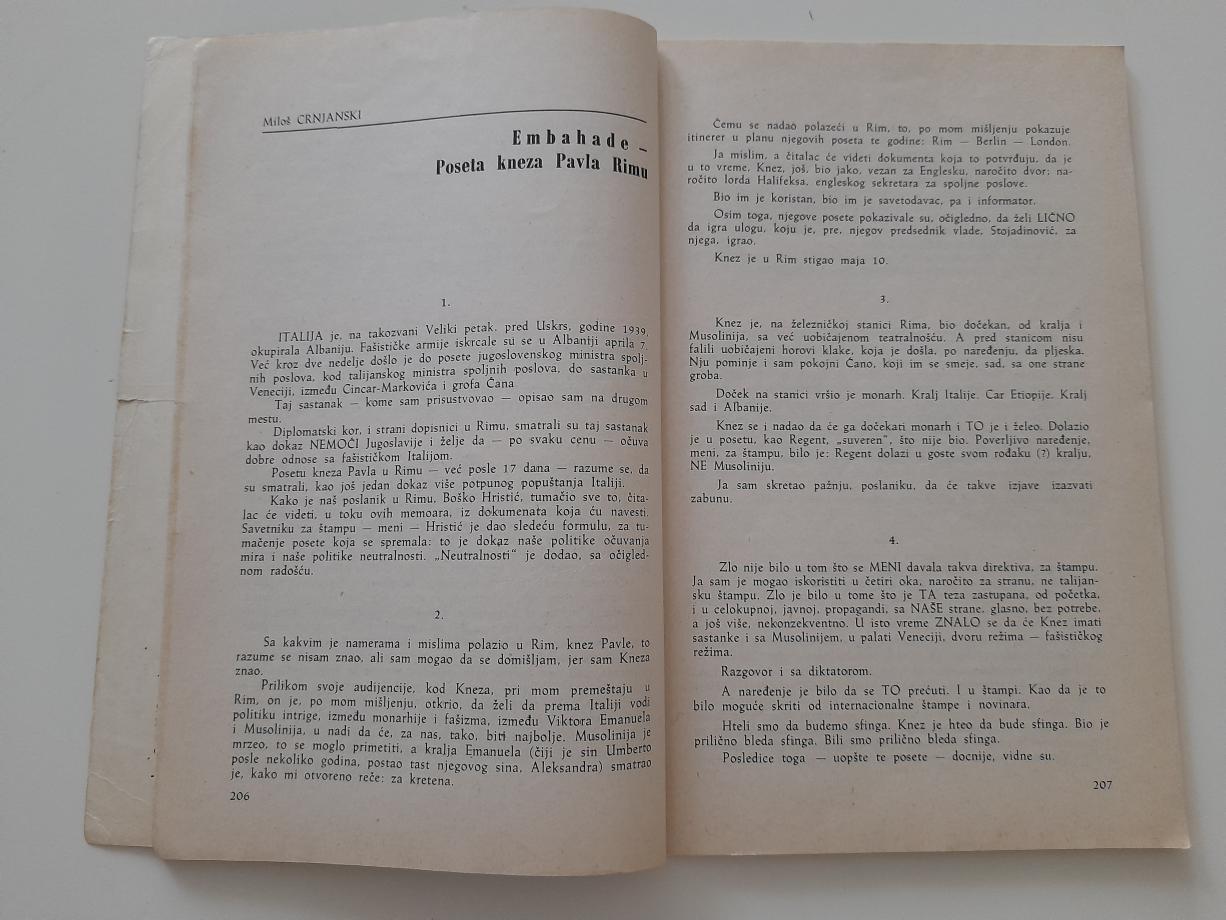 Miloš CRNJANSKI
Embahade –
Poseta kneza Pavla Rimu
1.
ITALIJA je, na takozvani Veliki petak, pred Uskrs, godine 1939,
okupirala Albaniju. Fašističke armije iskrcale su se u Albaniji aprila 7.
Već kroz dve nedelje došlo je do posete jugoslovenskog ministra spolj-
nih poslova, kod talijanskog ministra spoljnih poslova, do sastanka u
Veneciji, između Cincar-Markovića i grofa Ćana
Taj sastanak — kome sam prisustvovao — opisao sam na drugom
mestu.
Diplomatski kor, i strani dopisnici u Rimu, smatrali su taj sastanak
kao dokaz NEMOĆI Jugoslavije i želje da — po svaku cenu — očuva
dobre odnose sa fašističkom Italijom.
Posetu kneza Pavla u Rimu — već posle 17 dana — razume se, da
su smatrali, kao još jedan dokaz više potpunog popuštanja Italiji.
Kako je naš poslanik u Rimu, Boško Hristić, tumačio sve to, čita-
lac će videti, u toku ovih memoara, iz dokumenata koja ću navesti.
Savetniku za štampu — meni — Hristić je dao sledeću formulu, za tu-
mačenje posete koja se spremala: to je dokaz naše politike očuvanja
mira i naše politike neutralnosti. „Neutralnosti“ je dodao, sa očigled-
nom radošću.
2.
Sa kakvim je namerama i mislima polazio u Rim, knez Pavle, to
razume se nisam znao, ali sam mogao da se domišljam, jer sam Kneza
znao.
Prilikom svoje audijencije, kod Kneza, pri mom premeštaju u
Rim, on je, po mom mišljenju, otkrio, da želi da prema Italiji vodi
politiku intrige, između monarhije i fašizma, između Viktora Emanuela
i Musolinija, u nadi da će, za nas, tako, biti najbolje. Musolinija je
mrzeo, to se moglo primetiti, a kralja Emanuela (čiji je sin Umberto
posle nekoliko godina, postao tast njegovog sina, Aleksandra) smatrao
je, kako mi otvoreno reče: za kretena.
206
Čemu se nadao polazeći u Rim, to, po mom mišljenju pokazuje
itinerer u planu njegovih poseta te godine: Rim — Berlin — London.
Ja mislim, a čitalac će videti dokumenta koja to potvrđuju, da je
u to vreme, Knez, još, bio jako, vezan za Englesku, naročito dvor; na-
ročito lorda Halifeksa, engleskog sekretara za spoljne poslove.
Bio im je koristan, bio im je savetodavac, pa i informator.
Osim toga, njegove posete pokazivale su, očigledno, da želi LIČNO
da igra ulogu, koju je, pre, njegov predsednik vlade, Stojadinović, za
njega, igrao.
Knez je u Rim stigao maja 10.
3.
Knez je, na železničkoj stanici Rima, bio dočekan, od kralja i
Musolinija, sa već uobičajenom teatralnošću. A pred stanicom nisu
falili uobičajeni horovi klake, koja je došla, po naređenju, da pljeska.
Nju pominje i sam pokojni Ćano, koji im se smeje, sad, sa one strane
groba.
Doček na stanici vršio je monarh. Kralj Italije. Car Etiopije. Kralj
sad i Albanije.
Knez se i nadao da će ga dočekati monarh i TO je i želeo. Dolazio
je u posetu, kao Regent, „suveren”, što nije bio. Poverljivo naređenje,
meni, za štampu, bilo je: Regent dolazi u goste svom rođaku (?) kralju,
NE Musoliniju.
Ja sam skretao pažnju, poslaniku, da će takve izjave izazvati
zabunu.
4.
Zlo nije bilo u tom što se MENI davala takva direktiva, za štampu.
Ja sam je mogao iskoristiti u četiri oka, naročito za stranu, ne talijan-
sku štampu. Zlo je bilo u tome što je TA teza zastupana, od početka,
i u celokupnoj, javnoj, propagandi, sa NAŠE strane, glasno, bez potrebe,
a još više, nekonzekventno. U isto vreme ZNALO se da će Knez imati
sastanke i sa Musolinijem, u palati Veneciji, dvoru režima — fašističkog
režima.
Razgovor i sa diktatorom.
A naređenje je bilo da se TO prećuti. I u štampi. Kao da je to
bilo moguće skriti od internacionalne štampe i novinara.
Hteli smo da budemo sfinga. Knez je hteo da bude sfinga. Bio je
prilično bleda sfinga. Bili smo prilično bleda sfinga.
Posledice toga — uopšte te posete — docnije, vidne su.
207